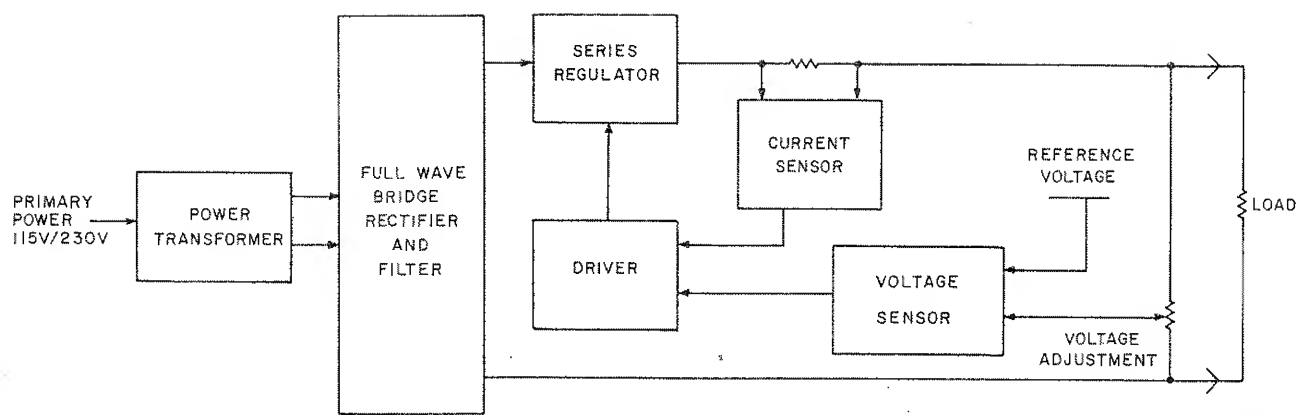 PRIMARY
POWER
115V/230V
POWER
TRANSFORMER
FULL WAVE
BRIDGE
RECTIFIER
AND
FILTER
SERIES
REGULATOR
CURRENT
SENSOR
DRIVER
REFERENCE
VOLTAGE
VOLTAGE
SENSOR
VOLTAGE
ADJUSTMENT
LOAD